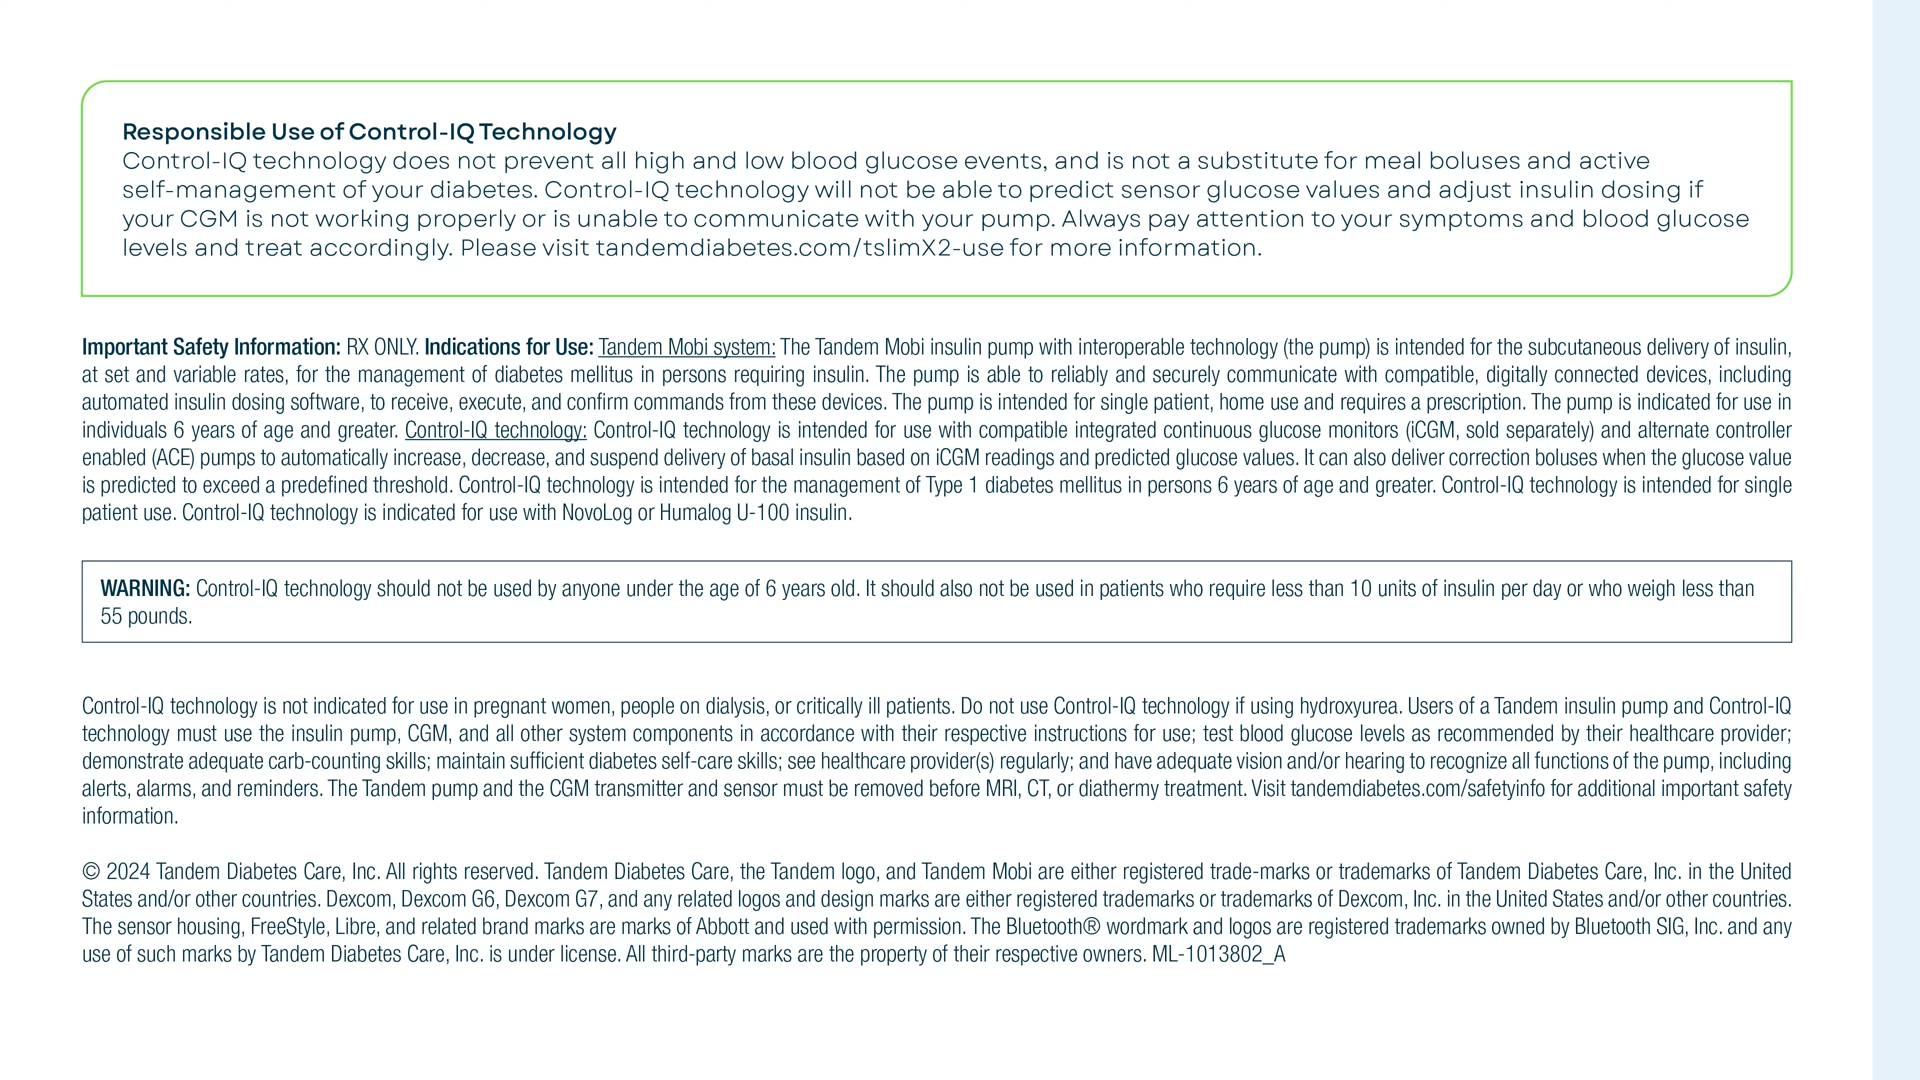 Responsible Use of Control-IQ Technology
Control-IQ technology does not prevent all high and low blood glucose events, and is not a substitute for meal boluses and active
self-management of your diabetes. Control-IQ technology will not be able to predict sensor glucose values and adjust insulin dosing if
your CGM is not working properly or is unable to communicate with your pump. Always pay attention to your symptoms and blood glucose
levels and treat accordingly. Please visit tandemdiabetes.com/tslimX2-use for more information.
Important Safety Information: RX ONLY. Indications for Use: Tandem Mobi system: The Tandem Mobi insulin pump with interoperable technology (the pump) is intended for the subcutaneous delivery of insulin,
at set and variable rates, for the management of diabetes mellitus in persons requiring insulin. The pump is able to reliably and securely communicate with compatible, digitally connected devices, including
automated insulin dosing software, to receive, execute, and confirm commands from these devices. The pump is intended for single patient, home use and requires a prescription. The pump is indicated for use in
individuals 6 years of age and greater. Control-IQ technology: Control-IQ technology is intended for use with compatible integrated continuous glucose monitors (iCGM, sold separately) and alternate controller
enabled (ACE) pumps to automatically increase, decrease, and suspend delivery of basal insulin based on iCGM readings and predicted glucose values. It can also deliver correction boluses when the glucose value
is predicted to exceed a predefined threshold. Control-IQ technology is intended for the management of Type 1 diabetes mellitus in persons 6 years of age and greater. Control-IQ technology is intended for single
patient use. Control-IQ technology is indicated for use with NovoLog or Humalog U-100 insulin.
WARNING: Control-IQ technology should not be used by anyone under the age of 6 years old. It should also not be used in patients who require less than 10 units of insulin per day or who weigh less than
55 pounds.
Control-IQ technology is not indicated for use in pregnant women, people on dialysis, or critically ill patients. Do not use Control-IQ technology if using hydroxyurea. Users of a Tandem insulin pump and Control-IQ
technology must use the insulin pump, CGM, and all other system components in accordance with their respective instructions for use; test blood glucose levels as recommended by their healthcare provider;
demonstrate adequate carb-counting skills; maintain sufficient diabetes self-care skills; see healthcare provider(s) regularly; and have adequate vision and/or hearing to recognize all functions of the pump, including
alerts, alarms, and reminders. The Tandem pump and the CGM transmitter and sensor must be removed before MRI, CT, or diathermy treatment. Visit tandemdiabetes.com/safetyinfo for additional important safety
information.
© 2024 Tandem Diabetes Care, Inc. All rights reserved. Tandem Diabetes Care, the Tandem logo, and Tandem Mobi are either registered trade-marks or trademarks of Tandem Diabetes Care, Inc. in the United
States and/or other countries. Dexcom, Dexcom G6, Dexcom G7, and any related logos and design marks are either registered trademarks or trademarks of Dexcom, Inc. in the United States and/or other countries.
The sensor housing, FreeStyle, Libre, and related brand marks are marks of Abbott and used with permission. The Bluetooth® wordmark and logos are registered trademarks owned by Bluetooth SIG, Inc. and any
use of such marks by Tandem Diabetes Care, Inc. is under license. All third-party marks are the property of their respective owners. ML-1013802_A